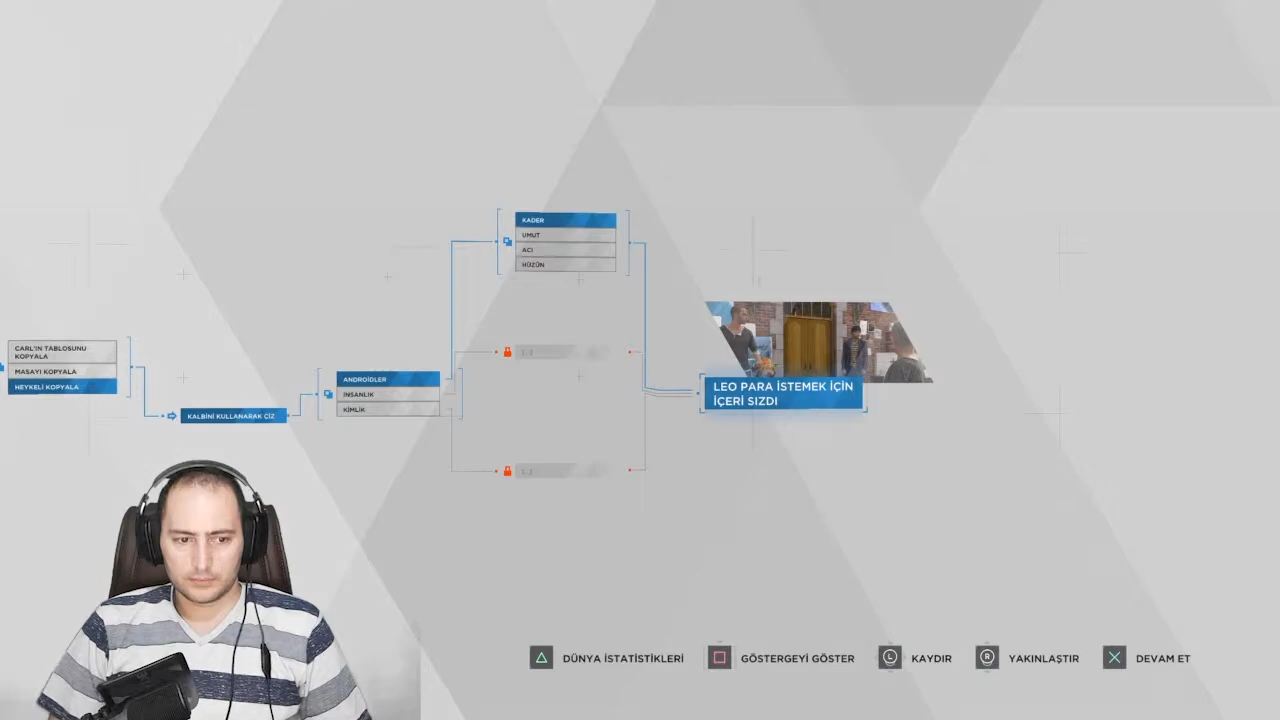 KADER
UMUT
ACI
HÜZÜN
CARL'IN TABLOSUNU
KOPYALA
MASAYI KOPYALA
HEYKELİ KOPYALA
KALBİNİ KULLANARAK ÇİZ
ANDROİDLER
İNSANLIK
KİMLİK
LEO PARA İSTEMEK İÇİN
İÇERİ SIZDI
DÜNYA İSTATİSTİKLERİ
GÖSTERGEYİ GÖSTER
L
KAYDIR
R
YAKINLAŞTIR
DEVAM ET